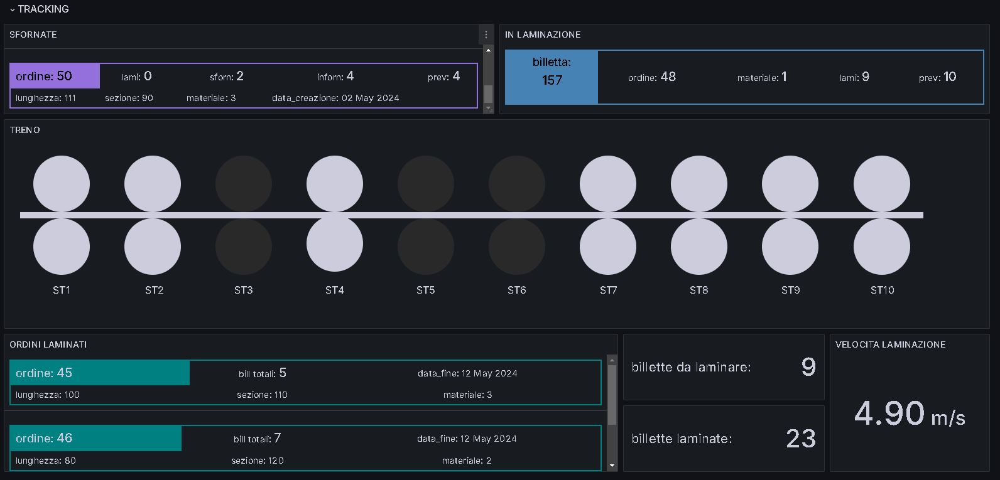 TRACKING
SFORNATE
ordine: 50 lami: 0 sforn: 2 inforn: 4 prev: 4
lunghezza: 111 sezione: 90 materiale: 3 data_creazione: 02 May 2024
IN LAMINAZIONE
billetta:
157
ordine: 48 materiale: 1 lami: 9 prev: 10
TRENO
ST1 ST2 ST3 ST4 ST5 ST6 ST7 ST8 ST9 ST10
ORDINI LAMINATI
ordine: 45 bill totali: 5 data_fine: 12 May 2024
lunghezza: 100 sezione: 110 materiale: 3
ordine: 46 bill totali: 7 data_fine: 12 May 2024
lunghezza: 80 sezione: 120 materiale: 2
billette da laminare: 9
billette laminate: 23
VELOCITA LAMINAZIONE
4.90 m/s